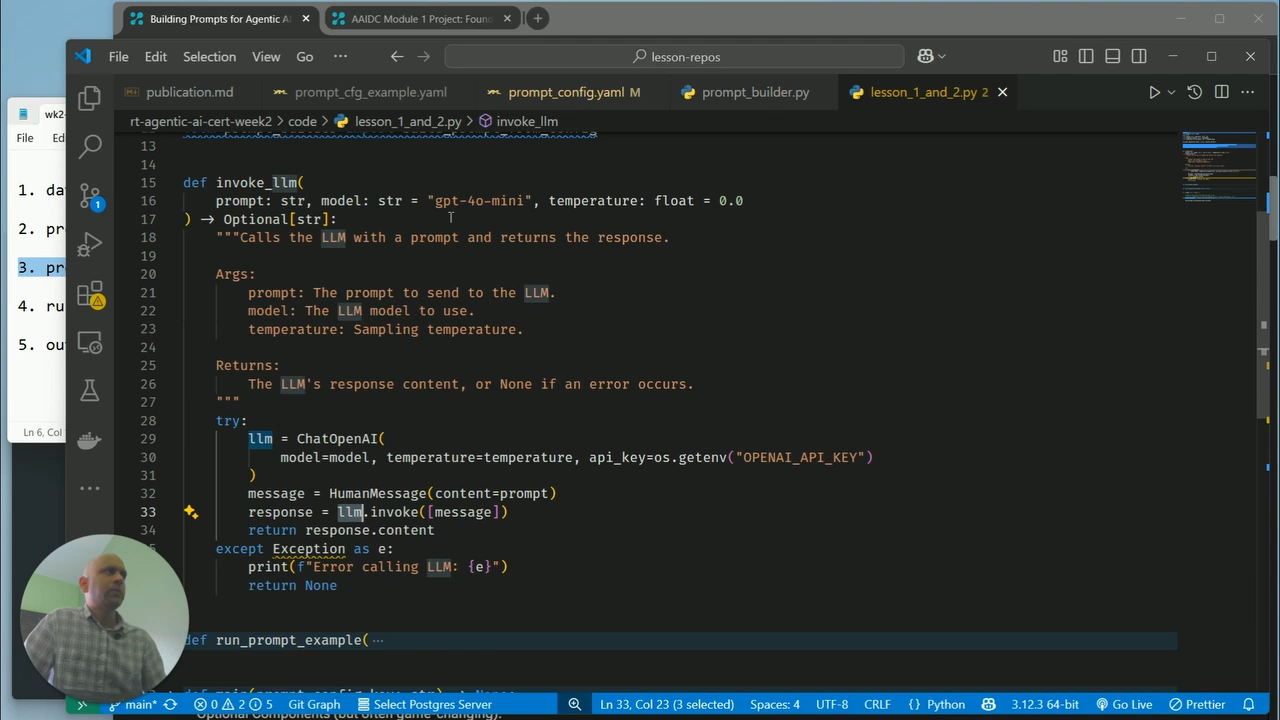 Building Prompts for Agentic A
AAIDC Module 1 Project: Foun
File Edit Selection View Go
lesson-repos
publication.md prompt_cfg_example.yaml prompt_config.yaml M prompt_builder.py lesson_1_and_2.py 2
rt-agentic-ai-cert-week2 > code > lesson_1_and_2.py > invoke_llm
wk2-
File Ed
1. da
2. pr
3. pr
4. ru
5. ou
Ln 6, Col
1
13
14
15 def invoke_llm(
16 prompt: str, model: str = "gpt-4o-mini", temperature: float = 0.0
17 ) -> Optional[str]:
18 """Calls the LLM with a prompt and returns the response.
19
20 Args:
21 prompt: The prompt to send to the LLM.
22 model: The LLM model to use.
23 temperature: Sampling temperature.
24
25 Returns:
26 The LLM's response content, or None if an error occurs.
27 """
28 try:
29 llm = ChatOpenAI(
30 model=model, temperature=temperature, api_key=os.getenv("OPENAI_API_KEY")
31 )
32 message = HumanMessage(content=prompt)
33 response = llm.invoke([message])
34 return response.content
except Exception as e:
print(f"Error calling LLM: {e}")
return None
def run_prompt_example(
main* 0 2 5 Git Graph Select Postgres Server Ln 33, Col 23 (3 selected) Spaces: 4 UTF-8 CRLF Python 3.12.3 64-bit Go Live Prettier
Optional Components (but often game-changing):